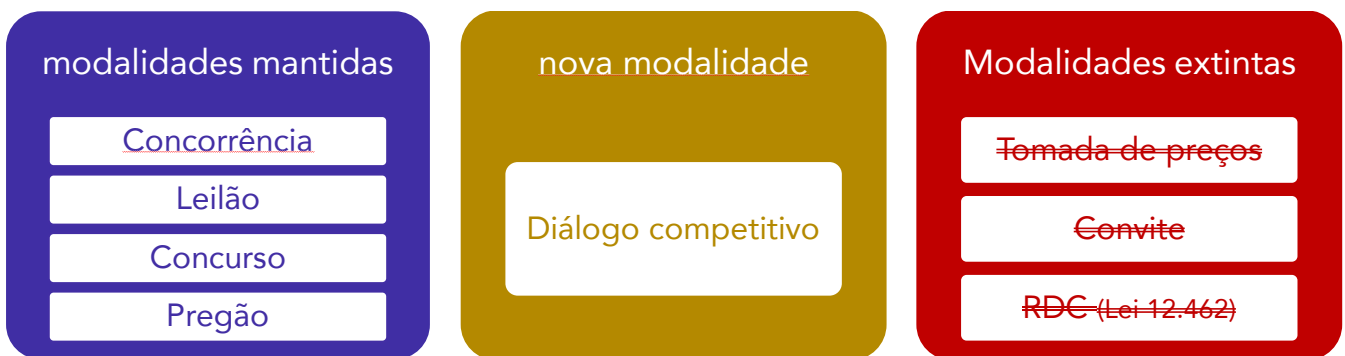 modalidades mantidas
Concorrência
Leilão
Concurso
Pregão
nova modalidade
Diálogo competitivo
Modalidades extintas
Tomada de preços
Convite
RDC (Lei 12.462)